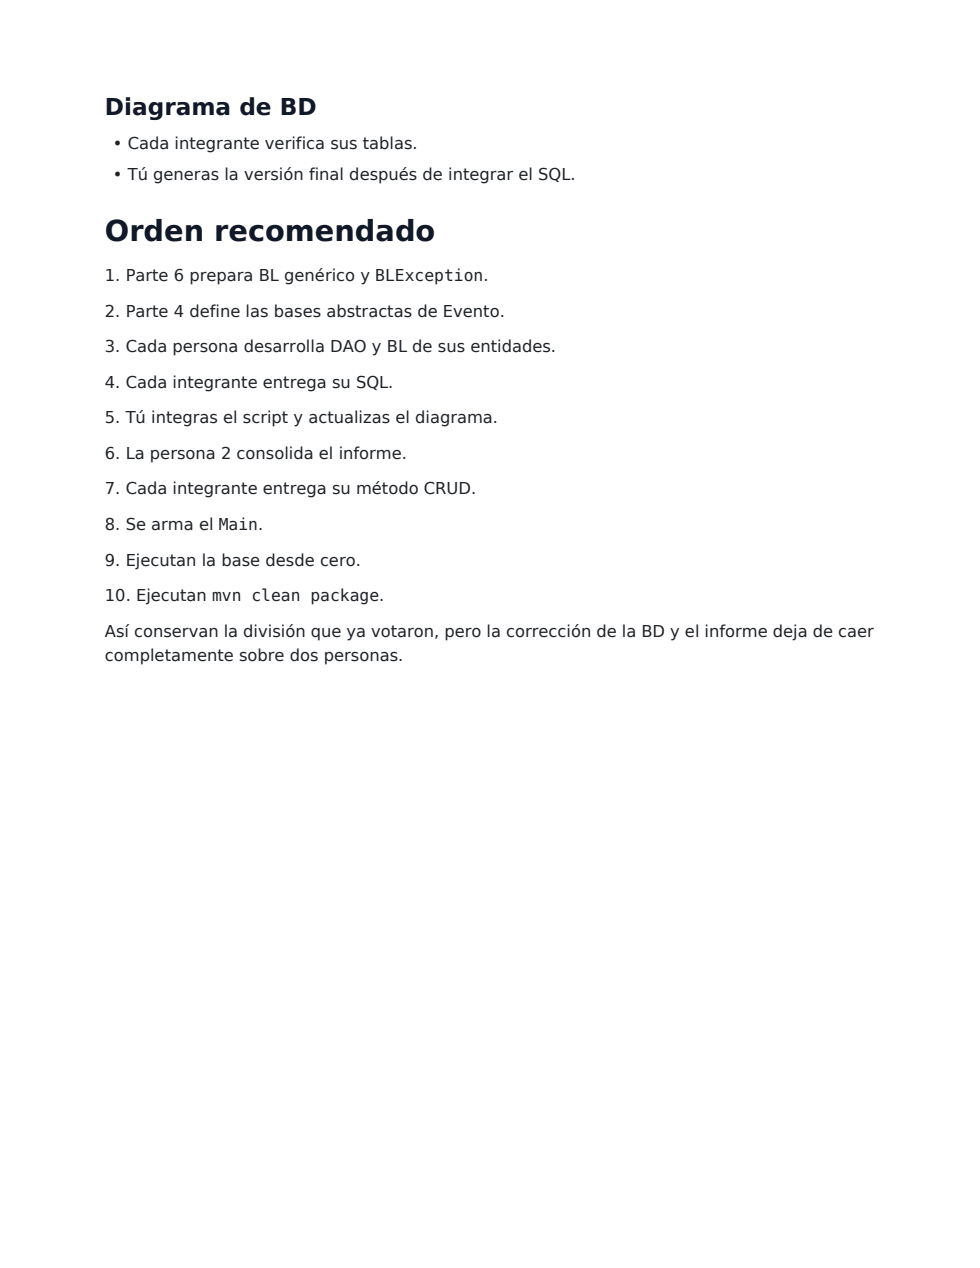 Diagrama de BD
• Cada integrante verifica sus tablas.
• Tú generas la versión final después de integrar el SQL.
Orden recomendado
1. Parte 6 prepara BL genérico y BLException.
2. Parte 4 define las bases abstractas de Evento.
3. Cada persona desarrolla DAO y BL de sus entidades.
4. Cada integrante entrega su SQL.
5. Tú integras el script y actualizas el diagrama.
6. La persona 2 consolida el informe.
7. Cada integrante entrega su método CRUD.
8. Se arma el Main.
9. Ejecutan la base desde cero.
10. Ejecutan mvn clean package.
Así conservan la división que ya votaron, pero la corrección de la BD y el informe deja de caer
completamente sobre dos personas.